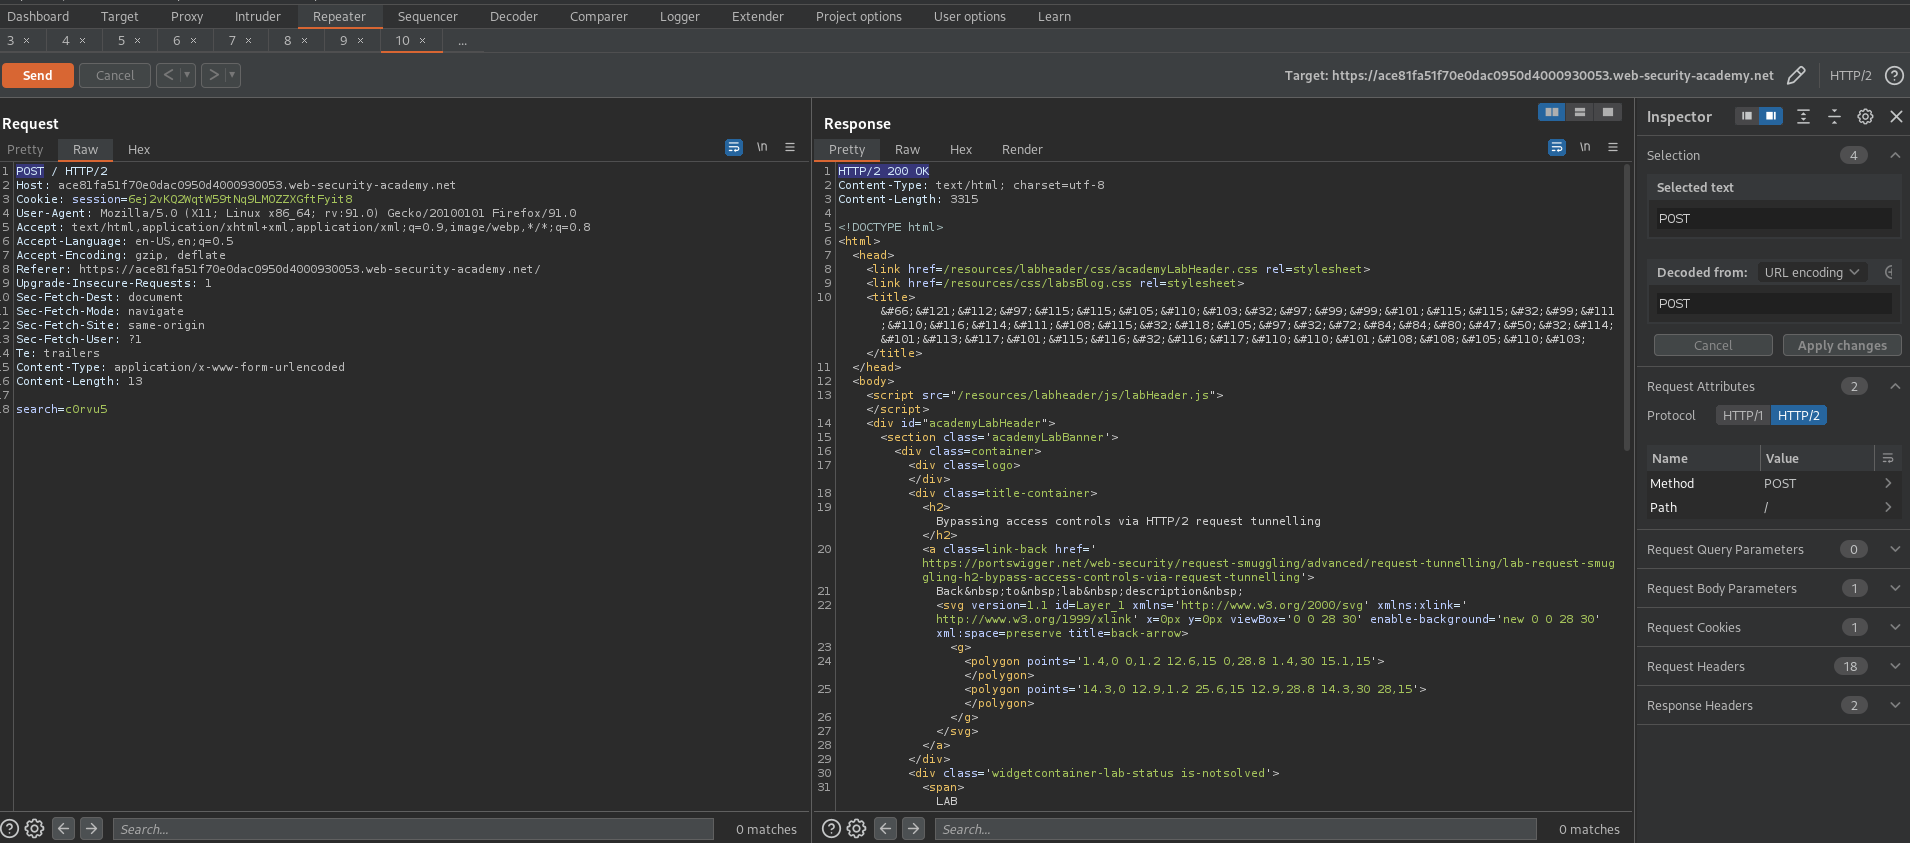 Dashboard Target Proxy Intruder Repeater Sequencer Decoder Comparer Logger Extender Project options User options Learn
3 × 4 × 5 × 6 × 7 × 8 × 9 × 10 × ...
Send Cancel < > Target: https://ace81fa51f70e0dac0950d4000930053.web-security-academy.net HTTP/2
Request
Pretty Raw Hex \n
1 POST / HTTP/2
2 Host: ace81fa51f70e0dac0950d4000930053.web-security-academy.net
3 Cookie: session=6ej2vKQ2WqtW59tNq9LMOZZXGftFyit8
4 User-Agent: Mozilla/5.0 (X11; Linux x86_64; rv:91.0) Gecko/20100101 Firefox/91.0
5 Accept: text/html,application/xhtml+xml,application/xml;q=0.9,image/webp,*/*;q=0.8
6 Accept-Language: en-US,en;q=0.5
7 Accept-Encoding: gzip, deflate
8 Referer: https://ace81fa51f70e0dac0950d4000930053.web-security-academy.net/
9 Upgrade-Insecure-Requests: 1
0 Sec-Fetch-Dest: document
1 Sec-Fetch-Mode: navigate
2 Sec-Fetch-Site: same-origin
3 Sec-Fetch-User: ?1
4 Te: trailers
5 Content-Type: application/x-www-form-urlencoded
6 Content-Length: 13
7
8 search=c0rvu5
Search... 0 matches
Response
Pretty Raw Hex Render \n
1 HTTP/2 200 OK
2 Content-Type: text/html; charset=utf-8
3 Content-Length: 3315
4
5 <!DOCTYPE html>
6 <html>
7 <head>
8 <link href=/resources/labheader/css/academyLabHeader.css rel=stylesheet>
9 <link href=/resources/css/labsBlog.css rel=stylesheet>
10 <title>
&#66;&#121;&#112;&#97;&#115;&#115;&#105;&#110;&#103;&#32;&#97;&#99;&#99;&#101;&#115;&#115;&#32;&#99;&#111
;&#110;&#116;&#114;&#111;&#108;&#115;&#32;&#118;&#105;&#97;&#32;&#72;&#84;&#84;&#80;&#47;&#50;&#32;&#114;
&#101;&#113;&#117;&#101;&#115;&#116;&#32;&#116;&#117;&#110;&#110;&#101;&#108;&#108;&#105;&#110;&#103;
</title>
11 </head>
12 <body>
13 <script src="/resources/labheader/js/labHeader.js">
</script>
14 <div id="academyLabHeader">
15 <section class='academyLabBanner'>
16 <div class=container>
17 <div class=logo>
</div>
18 <div class=title-container>
19 <h2>
Bypassing access controls via HTTP/2 request tunnelling
</h2>
20 <a class=link-back href='
https://portswigger.net/web-security/request-smuggling/advanced/request-tunnelling/lab-request-smug
gling-h2-bypass-access-controls-via-request-tunnelling'>
21 Back&nbsp;to&nbsp;lab&nbsp;description&nbsp;
22 <svg version=1.1 id=Layer_1 xmlns='http://www.w3.org/2000/svg' xmlns:xlink='
http://www.w3.org/1999/xlink' x=0px y=0px viewBox='0 0 28 30' enable-background='new 0 0 28 30'
xml:space=preserve title=back-arrow>
23 <g>
24 <polygon points='1.4,0 0,1.2 12.6,15 0,28.8 1.4,30 15.1,15'>
</polygon>
25 <polygon points='14.3,0 12.9,1.2 25.6,15 12.9,28.8 14.3,30 28,15'>
</polygon>
26 </g>
27 </svg>
28 </a>
29 </div>
30 <div class='widgetcontainer-lab-status is-notsolved'>
31 <span>
LAB
Search... 0 matches
Inspector
Selection 4
Selected text
POST
Decoded from: URL encoding
POST
Cancel Apply changes
Request Attributes 2
Protocol HTTP/1 HTTP/2
Name Value
Method POST
Path /
Request Query Parameters 0
Request Body Parameters 1
Request Cookies 1
Request Headers 18
Response Headers 2